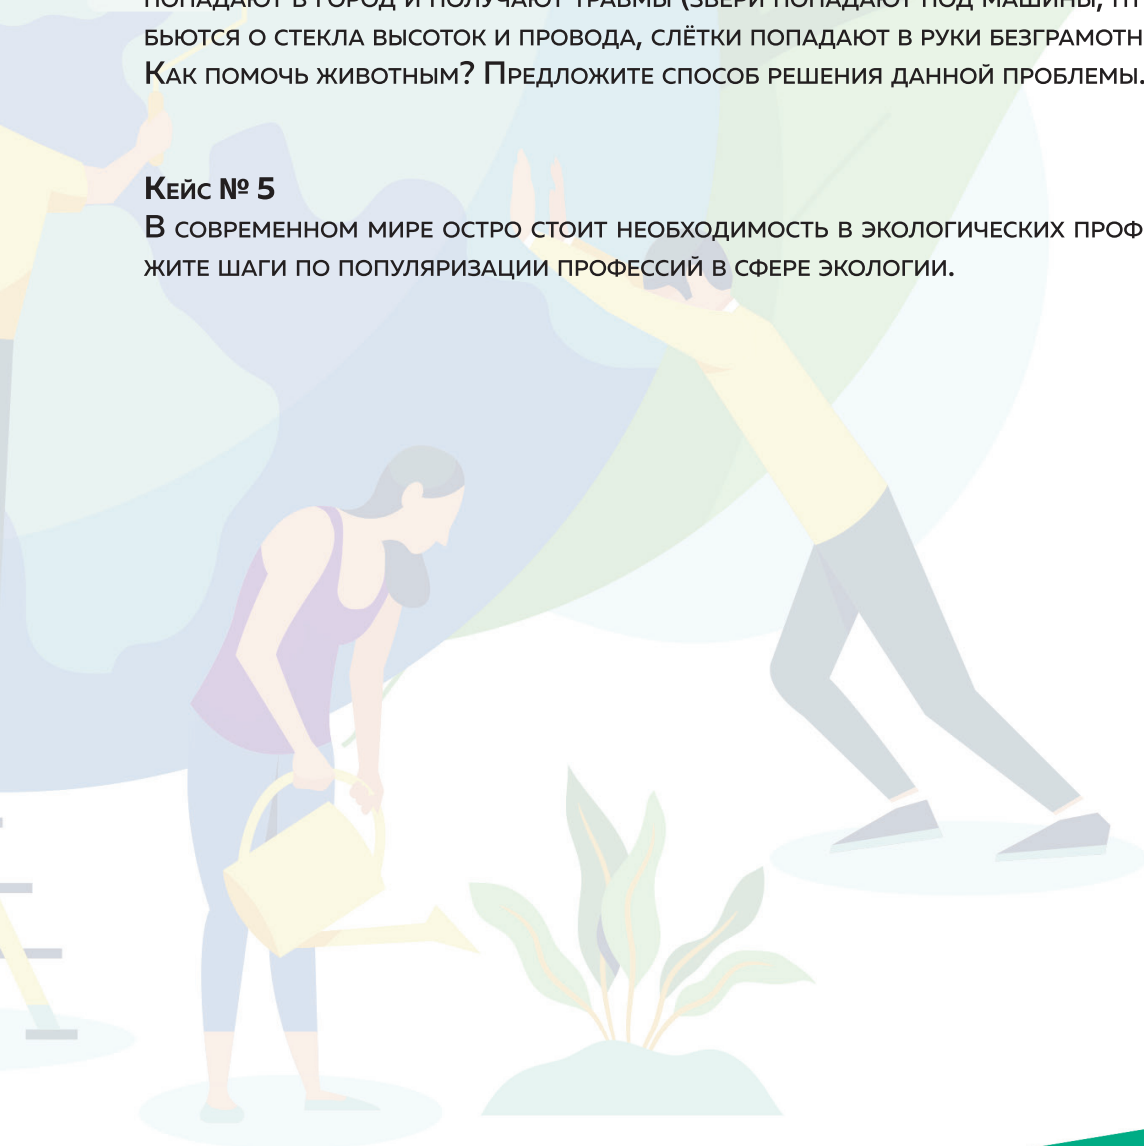 попадают в город и получают травмы (звери попадают под машины, пт
бьются о стекла высоток и провода, слётки попадают в руки безграмотн
Как помочь животным? Предложите способ решения данной проблемы.
Кейс № 5
В современном мире остро стоит необходимость в экологических проф
жите шаги по популяризации профессий в сфере экологии.